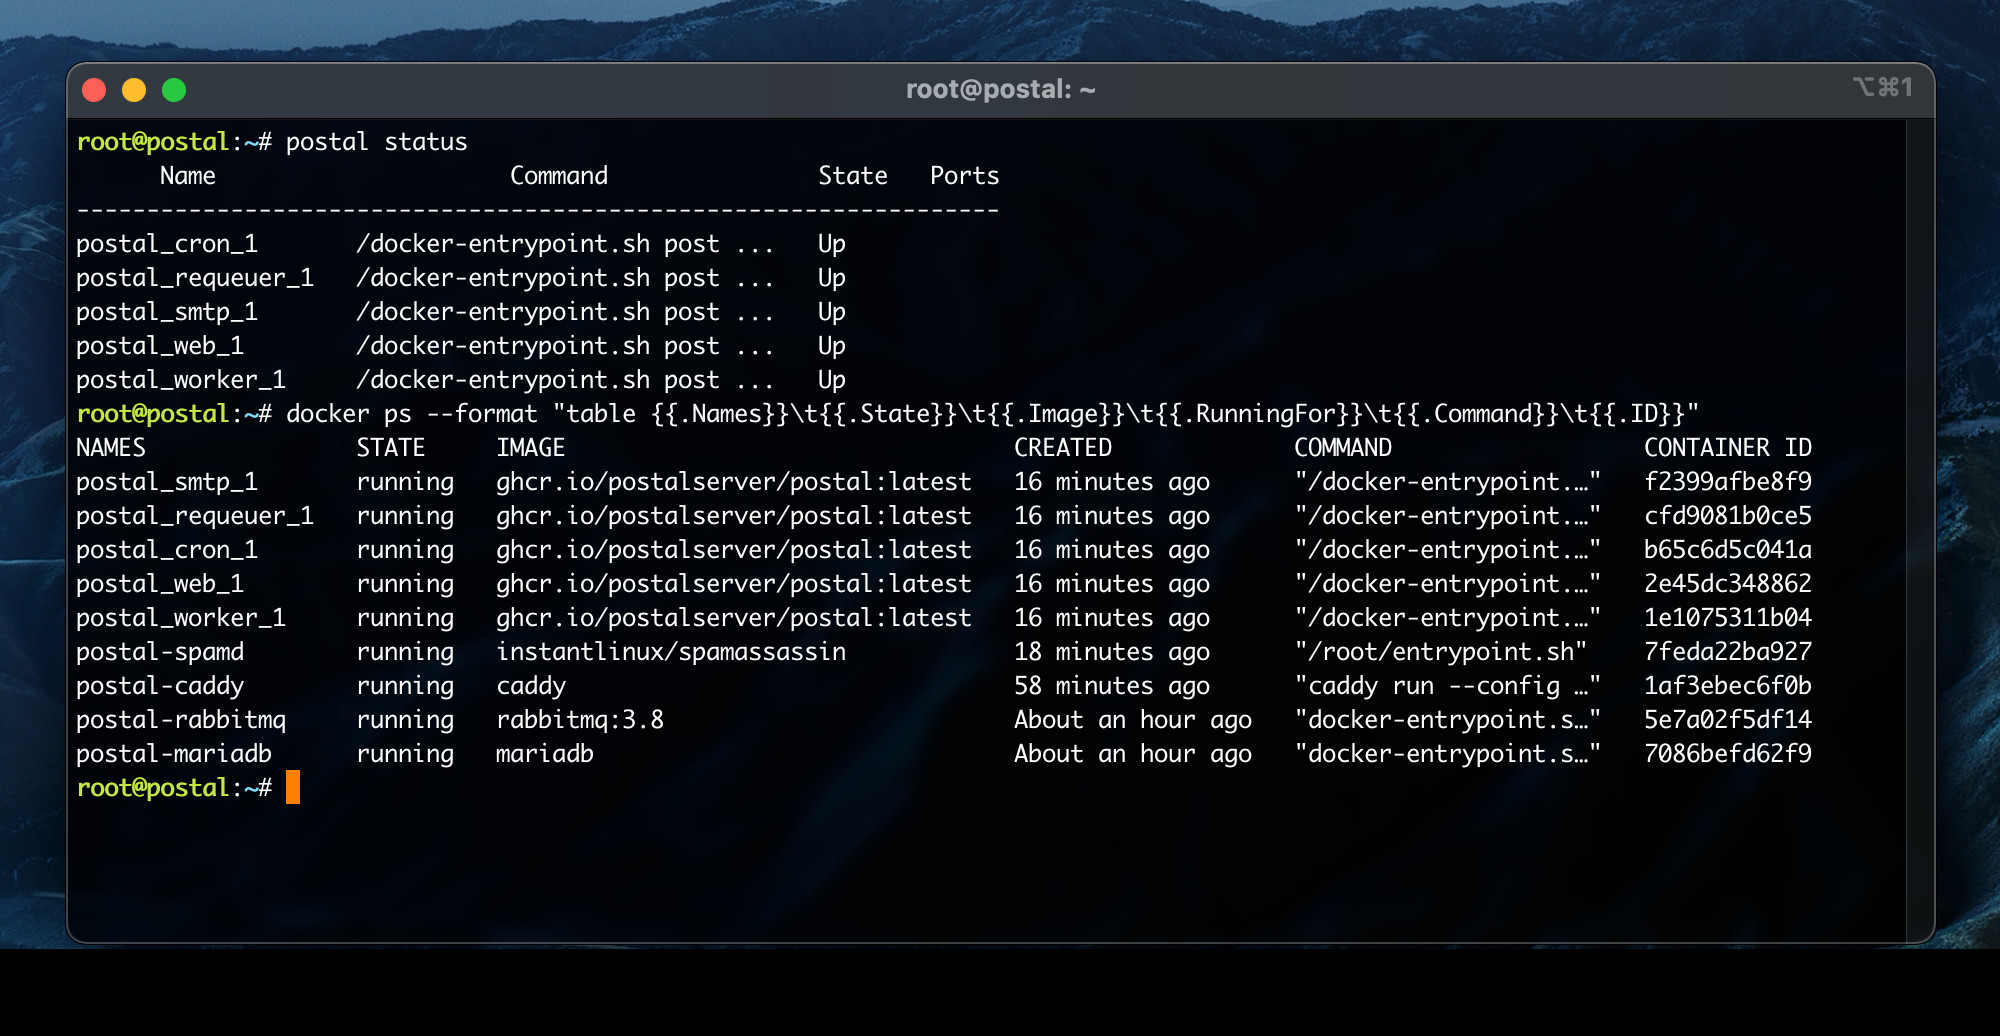 root@postal: ~
⌥⌘1
root@postal:~# postal status
      Name                     Command               State   Ports
------------------------------------------------------------------
postal_cron_1       /docker-entrypoint.sh post ...   Up
postal_requeuer_1   /docker-entrypoint.sh post ...   Up
postal_smtp_1       /docker-entrypoint.sh post ...   Up
postal_web_1        /docker-entrypoint.sh post ...   Up
postal_worker_1     /docker-entrypoint.sh post ...   Up
root@postal:~# docker ps --format "table {{.Names}}\t{{.State}}\t{{.Image}}\t{{.RunningFor}}\t{{.Command}}\t{{.ID}}"
NAMES               STATE     IMAGE                                CREATED             COMMAND                  CONTAINER ID
postal_smtp_1       running   ghcr.io/postalserver/postal:latest   16 minutes ago      "/docker-entrypoint.…"   f2399afbe8f9
postal_requeuer_1   running   ghcr.io/postalserver/postal:latest   16 minutes ago      "/docker-entrypoint.…"   cfd9081b0ce5
postal_cron_1       running   ghcr.io/postalserver/postal:latest   16 minutes ago      "/docker-entrypoint.…"   b65c6d5c041a
postal_web_1        running   ghcr.io/postalserver/postal:latest   16 minutes ago      "/docker-entrypoint.…"   2e45dc348862
postal_worker_1     running   ghcr.io/postalserver/postal:latest   16 minutes ago      "/docker-entrypoint.…"   1e1075311b04
postal-spamd        running   instantlinux/spamassassin            18 minutes ago      "/root/entrypoint.sh"    7feda22ba927
postal-caddy        running   caddy                                58 minutes ago      "caddy run --config …"   1af3ebec6f0b
postal-rabbitmq     running   rabbitmq:3.8                         About an hour ago   "docker-entrypoint.s…"   5e7a02f5df14
postal-mariadb      running   mariadb                              About an hour ago   "docker-entrypoint.s…"   7086befd62f9
root@postal:~#